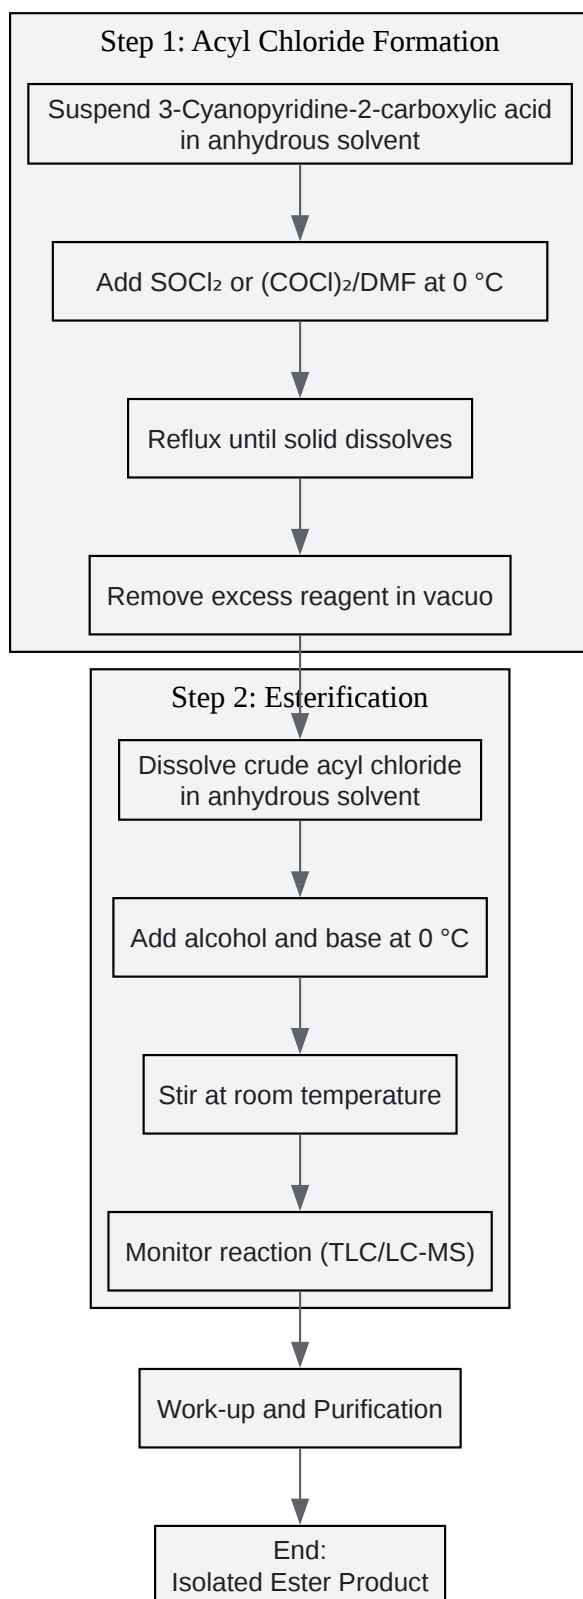 Step 1: Acyl Chloride Formation
Suspend 3-Cyanopyridine-2-carboxylic acid
in anhydrous solvent
Add SOCl₂ or (COCl)₂/DMF at 0 °C
Reflux until solid dissolves
Remove excess reagent in vacuo
Step 2: Esterification
Dissolve crude acyl chloride
in anhydrous solvent
Add alcohol and base at 0 °C
Stir at room temperature
Monitor reaction (TLC/LC-MS)
Work-up and Purification
End:
Isolated Ester Product